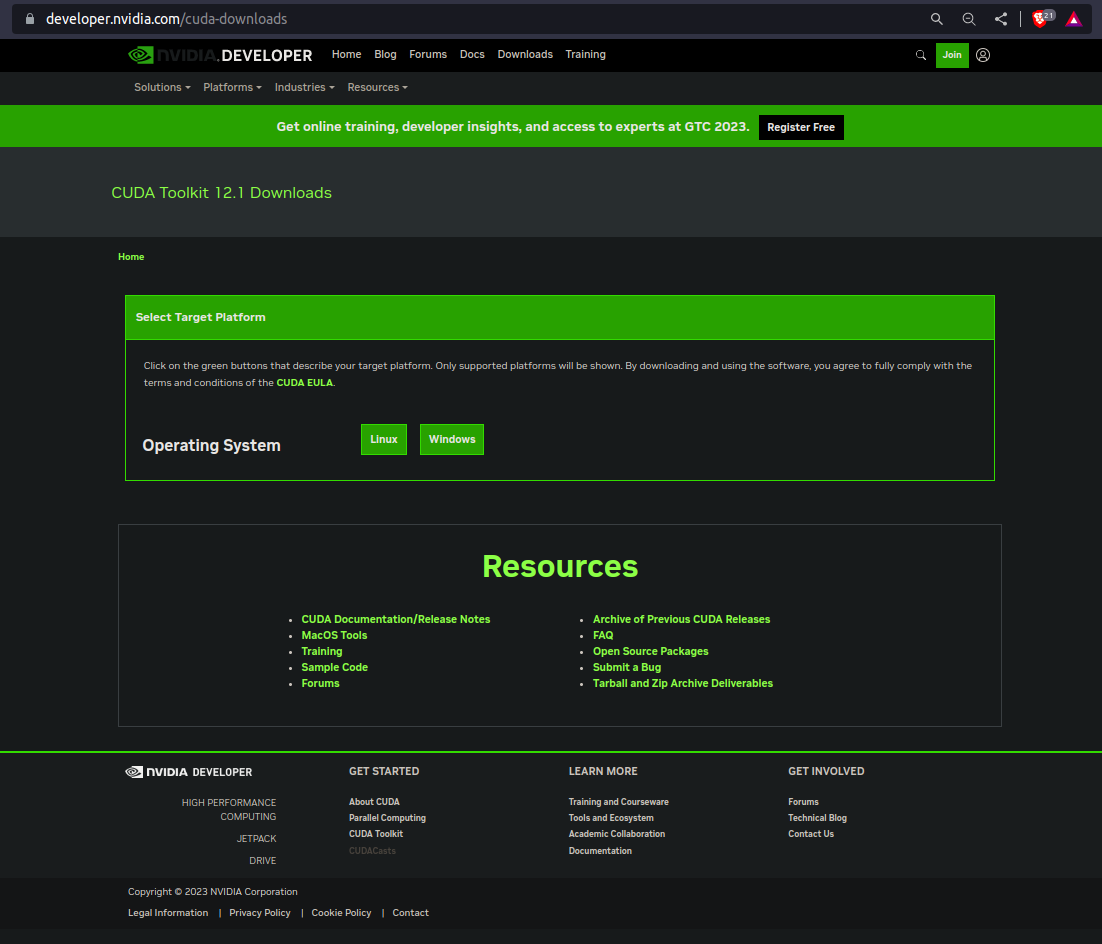 developer.nvidia.com/cuda-downloads
21
NVIDIA. DEVELOPER Home Blog Forums Docs Downloads Training Join
Solutions Platforms Industries Resources
Get online training, developer insights, and access to experts at GTC 2023. Register Free
CUDA Toolkit 12.1 Downloads
Home
Select Target Platform
Click on the green buttons that describe your target platform. Only supported platforms will be shown. By downloading and using the software, you agree to fully comply with the
terms and conditions of the CUDA EULA.
Operating System Linux Windows
Resources
CUDA Documentation/Release Notes
MacOS Tools
Training
Sample Code
Forums
Archive of Previous CUDA Releases
FAQ
Open Source Packages
Submit a Bug
Tarball and Zip Archive Deliverables
NVIDIA DEVELOPER
HIGH PERFORMANCE
COMPUTING
JETPACK
DRIVE
GET STARTED
About CUDA
Parallel Computing
CUDA Toolkit
CUDACasts
LEARN MORE
Training and Courseware
Tools and Ecosystem
Academic Collaboration
Documentation
GET INVOLVED
Forums
Technical Blog
Contact Us
Copyright © 2023 NVIDIA Corporation
Legal Information | Privacy Policy | Cookie Policy | Contact